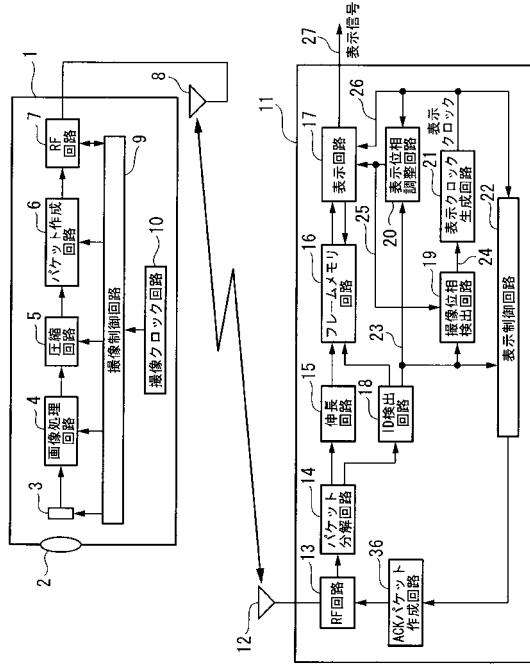 1
2
3
4
画像処理
回路
5
圧縮
回路
6
パケット作成
回路
7
RF
回路
8
9
撮像制御回路
10
撮像クロック回路
11
12
13
RF回路
14
パケット
分解回路
15
伸長
回路
16
フレームメモリ
回路
17
表示回路
18
ID検出
回路
19
撮像位相
検出回路
20
表示位相
調整回路
21
表示クロック
生成回路
22
表示制御回路
23
24
25
26
27
表示信号
表示
クロック
36
ACKパケット
作成回路